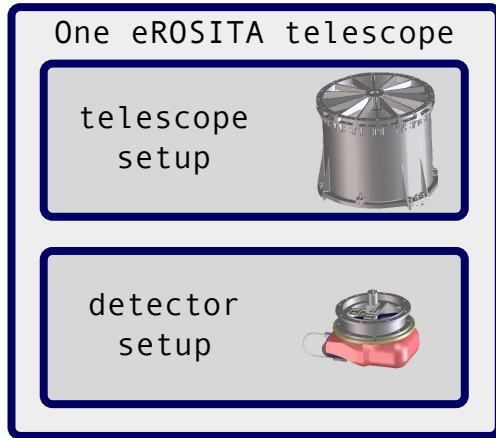 One eROSITA telescope
telescope
setup
detector
setup